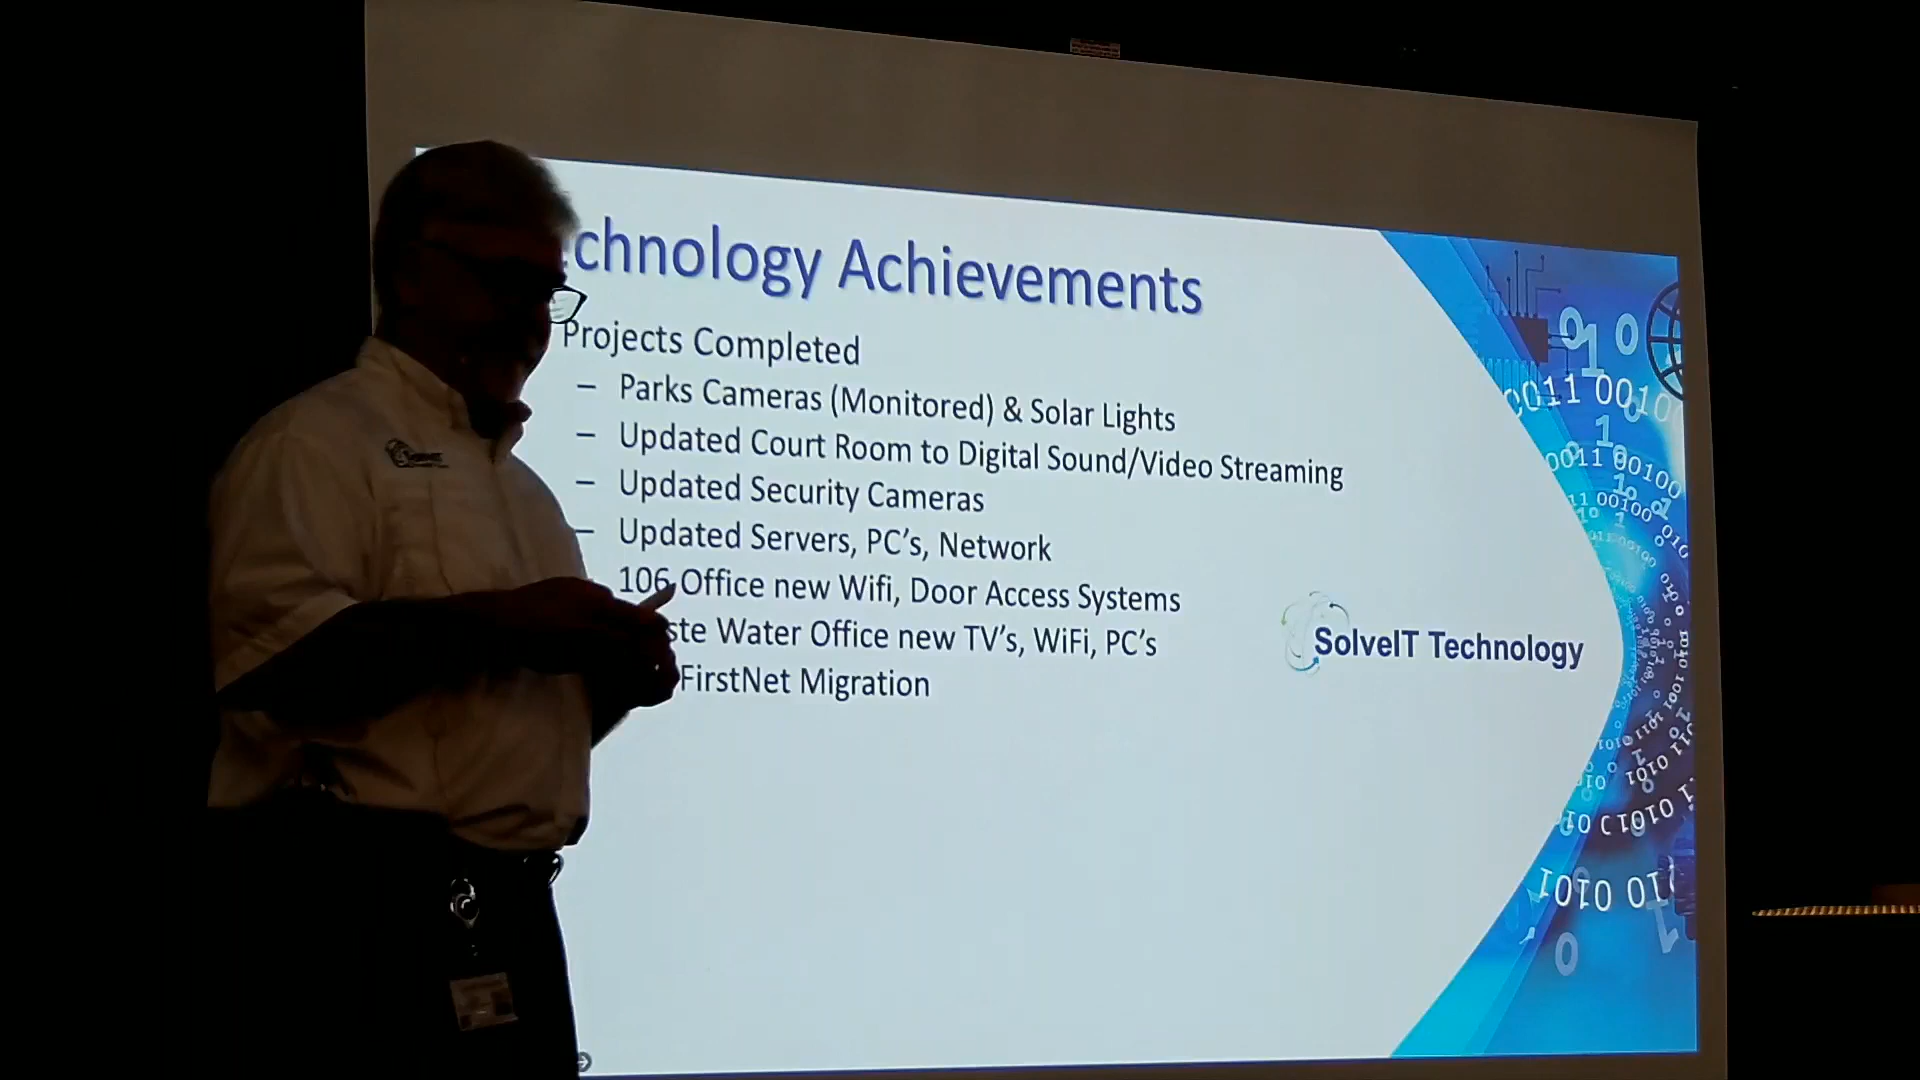 chnology Achievements
Projects Completed
– Parks Cameras (Monitored) & Solar Lights
– Updated Court Room to Digital Sound/Video Streaming
– Updated Security Cameras
– Updated Servers, PC's, Network
106 Office new Wifi, Door Access Systems
ste Water Office new TV's, WiFi, PC's
FirstNet Migration
SolveIT Technology